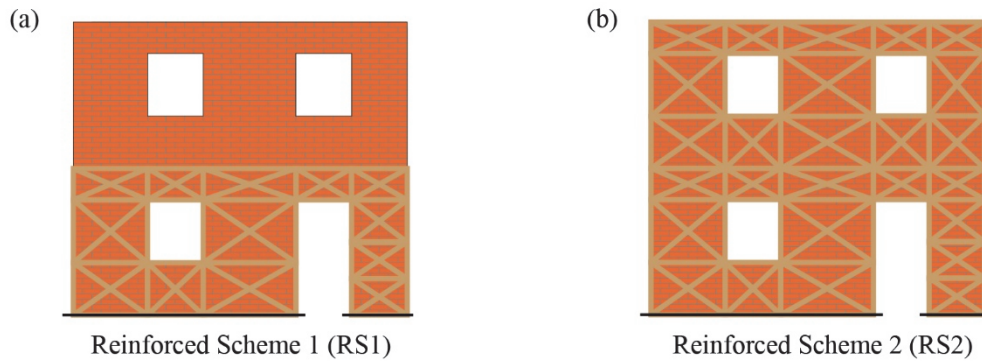 (a)
(b)
Reinforced Scheme 1 (RS1)
Reinforced Scheme 2 (RS2)